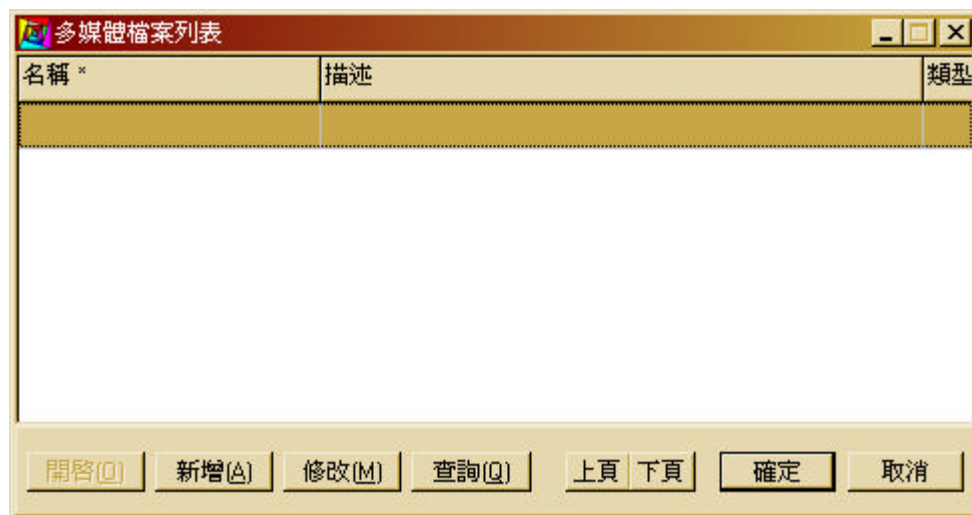 多媒體檔案列表
名稱 × 描述 類型
開啓(O) 新增(A) 修改(M) 查詢(Q) 上頁 下頁 確定 取消